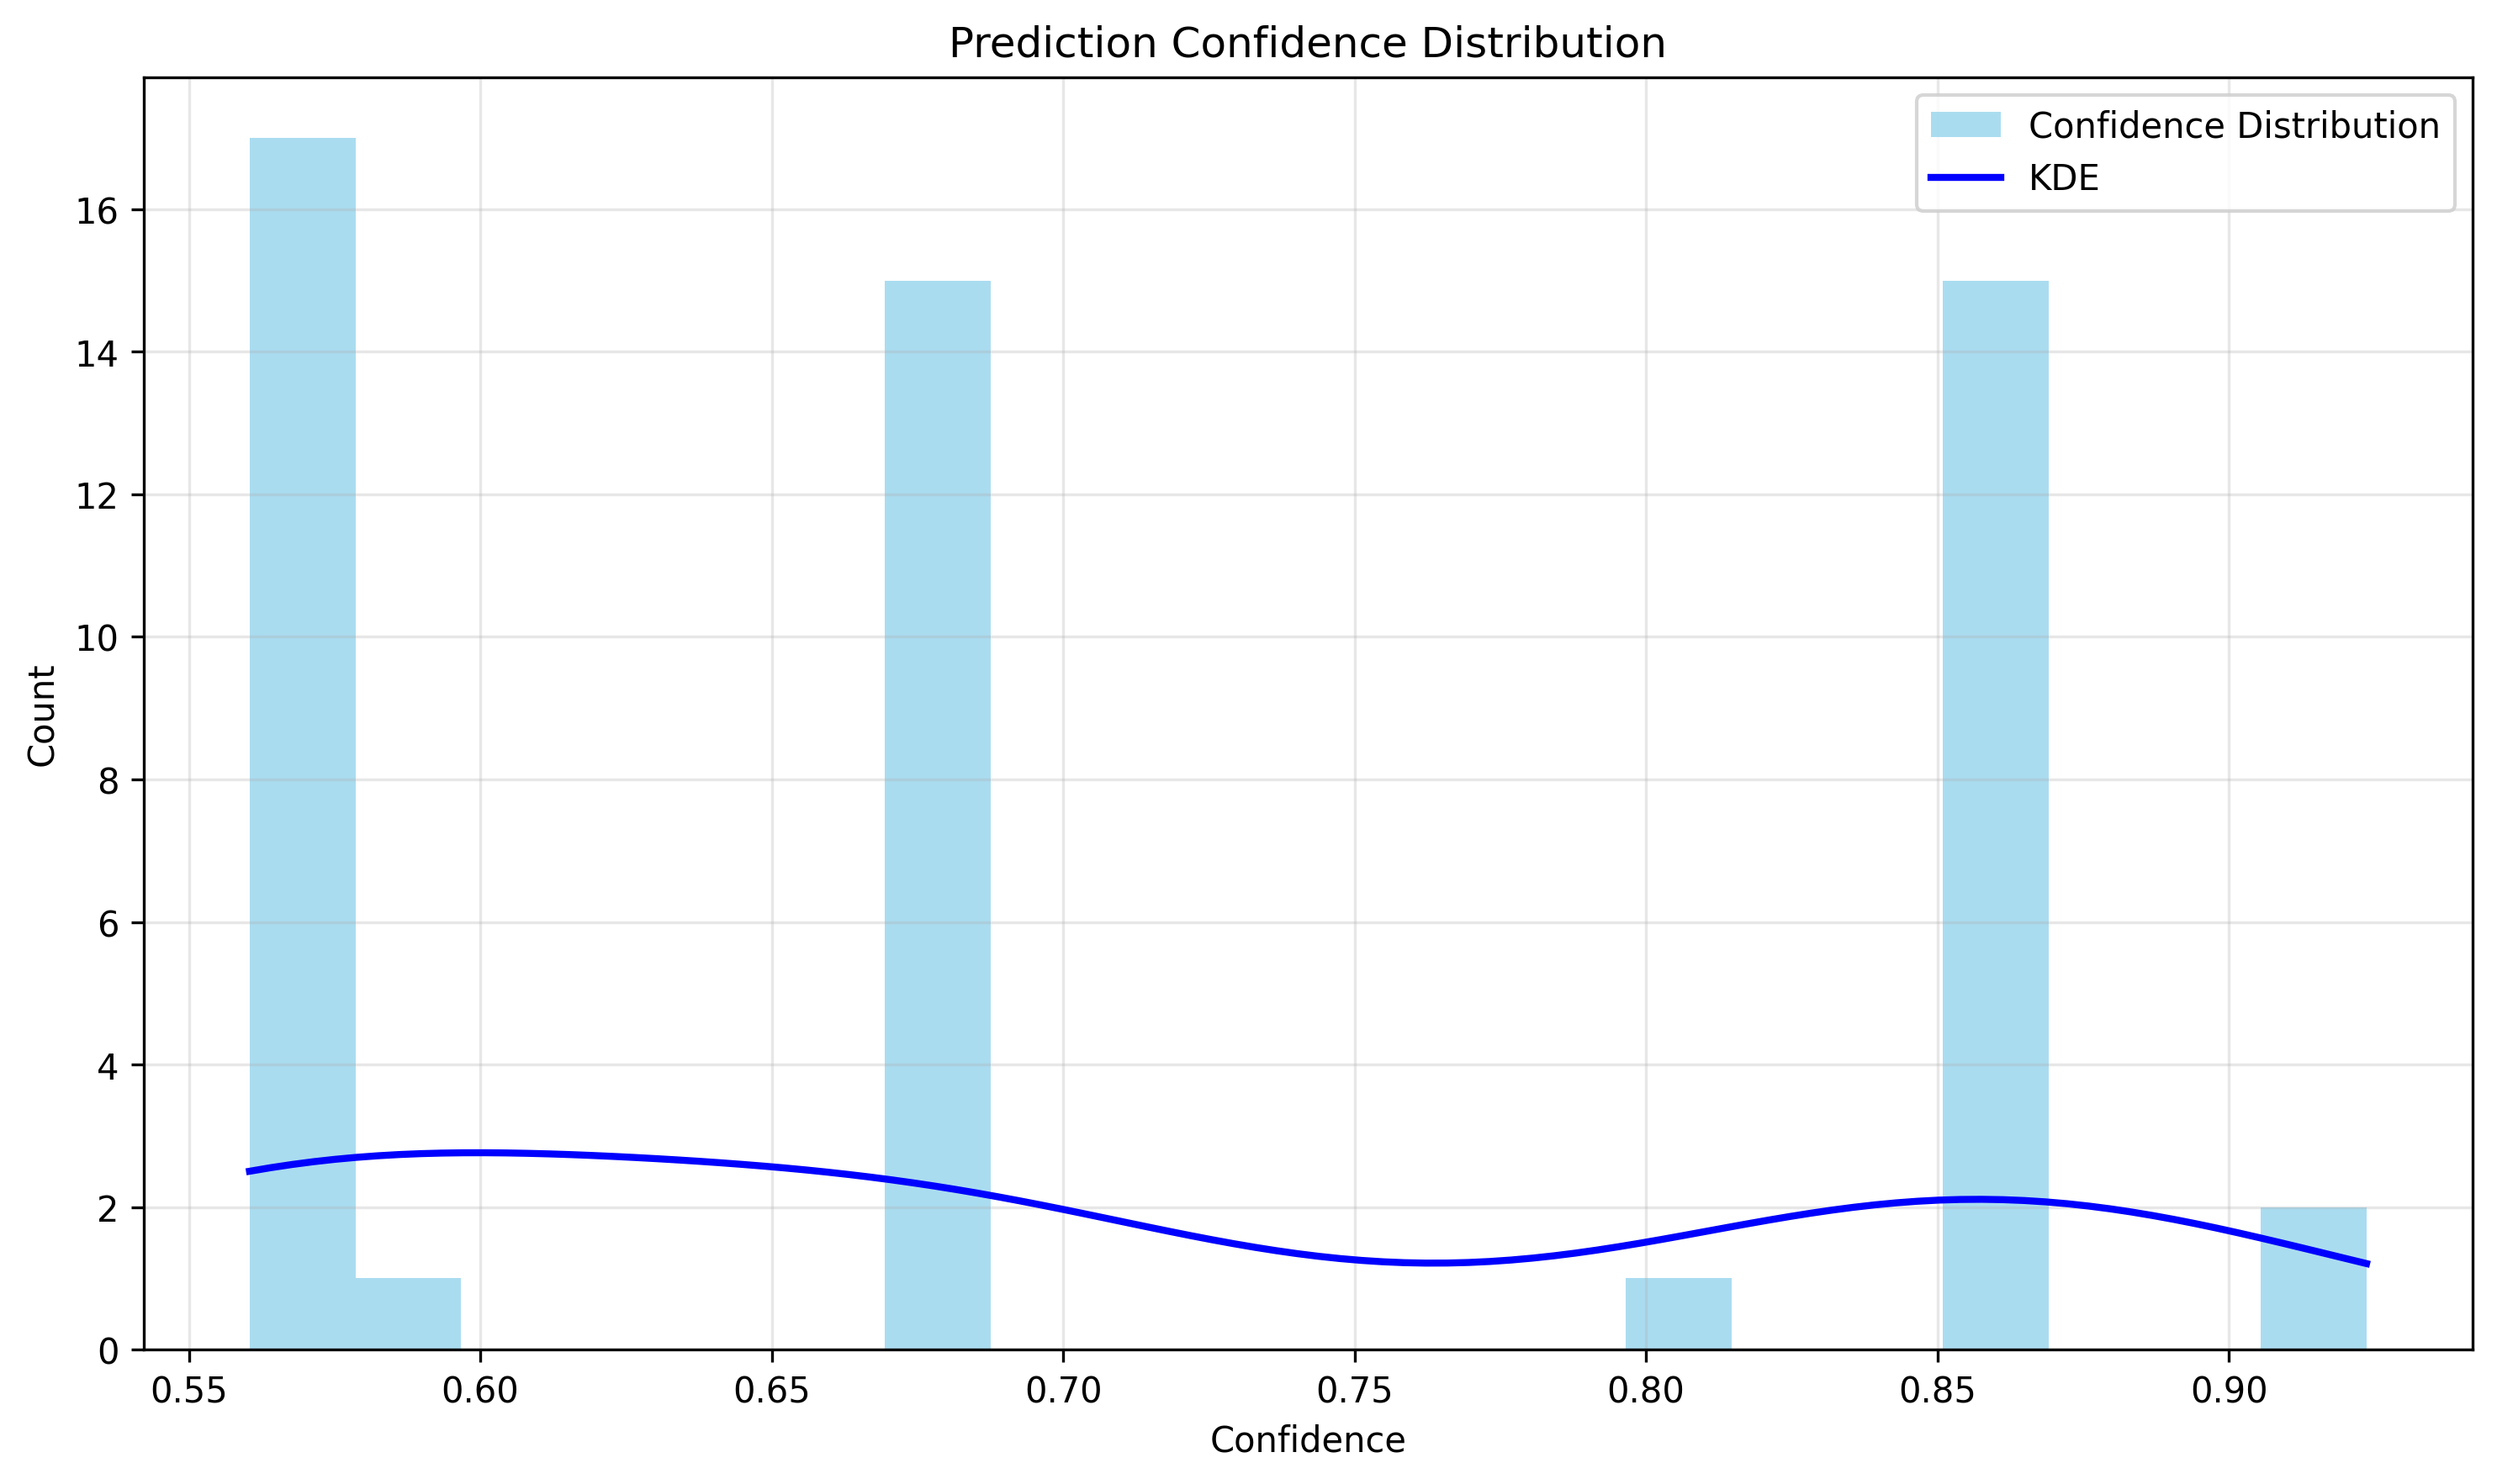 Prediction Confidence Distribution
Confidence Distribution
KDE
16
14
12
10
8
6
4
2
0
Count
0.55 0.60 0.65 0.70 0.75 0.80 0.85 0.90
Confidence